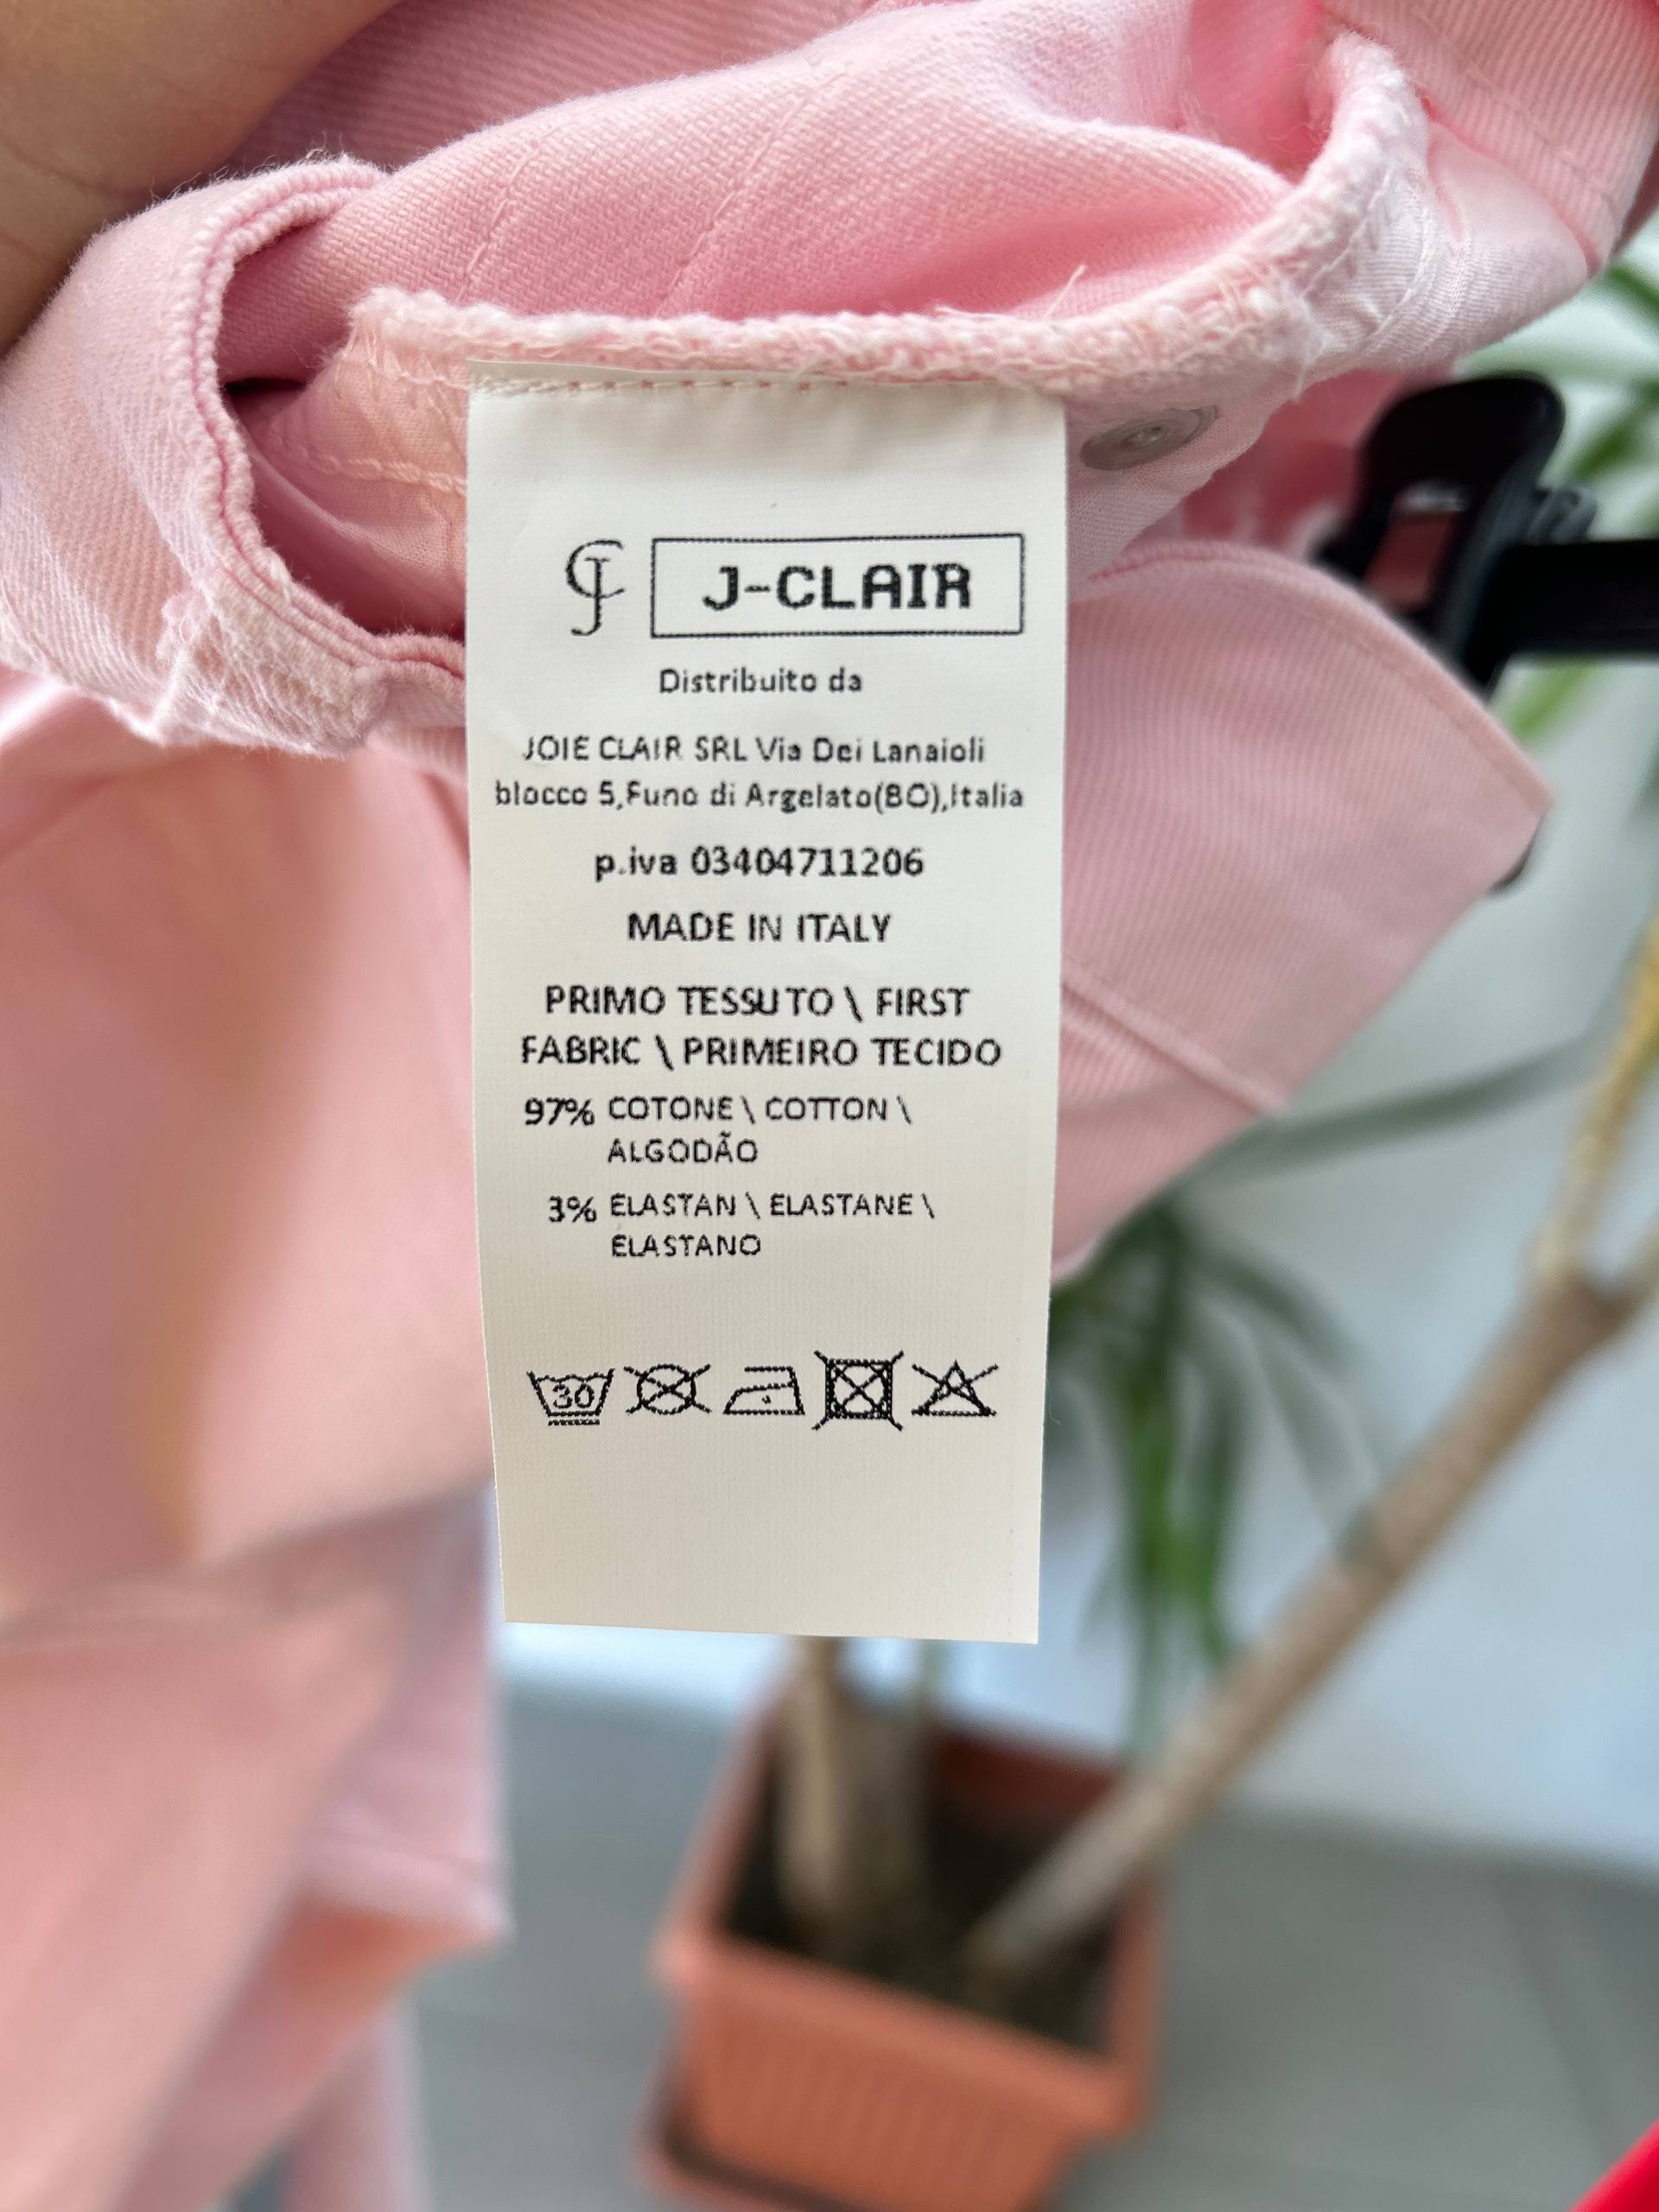 CJ J-CLAIR
Distribuito da
JOIE CLAIR SRL Via Dei Lanaioli
blocco 5,Funo di Argelato(BO),Italia
p.iva 03404711206
MADE IN ITALY
PRIMO TESSUTO \ FIRST
FABRIC \ PRIMEIRO TECIDO
97% COTONE \ COTTON \
ALGODÃO
3% ELASTAN \ ELASTANE \
ELASTANO
30